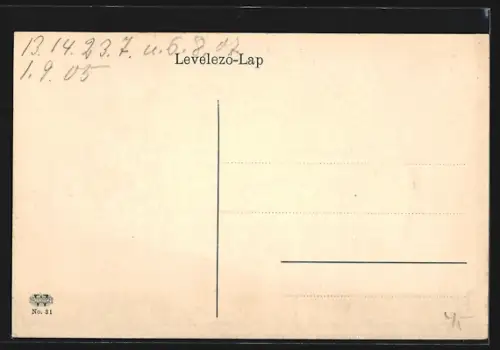 13. 14. 23. 7. u. 6. 8. 02
Levelező-Lap
1. 9. 05
No. 31